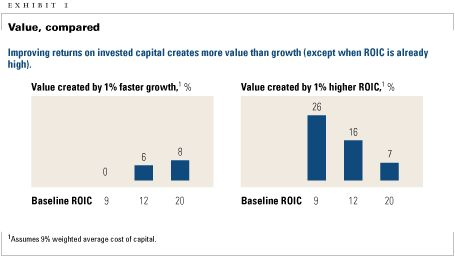 EXHIBIT 1
Value, compared
Improving returns on invested capital creates more value than growth (except when ROIC is already
high).
Value created by 1% faster growth,¹ %
0
6
8
Baseline ROIC 9 12 20
Value created by 1% higher ROIC,¹ %
26
16
7
Baseline ROIC 9 12 20
¹Assumes 9% weighted average cost of capital.